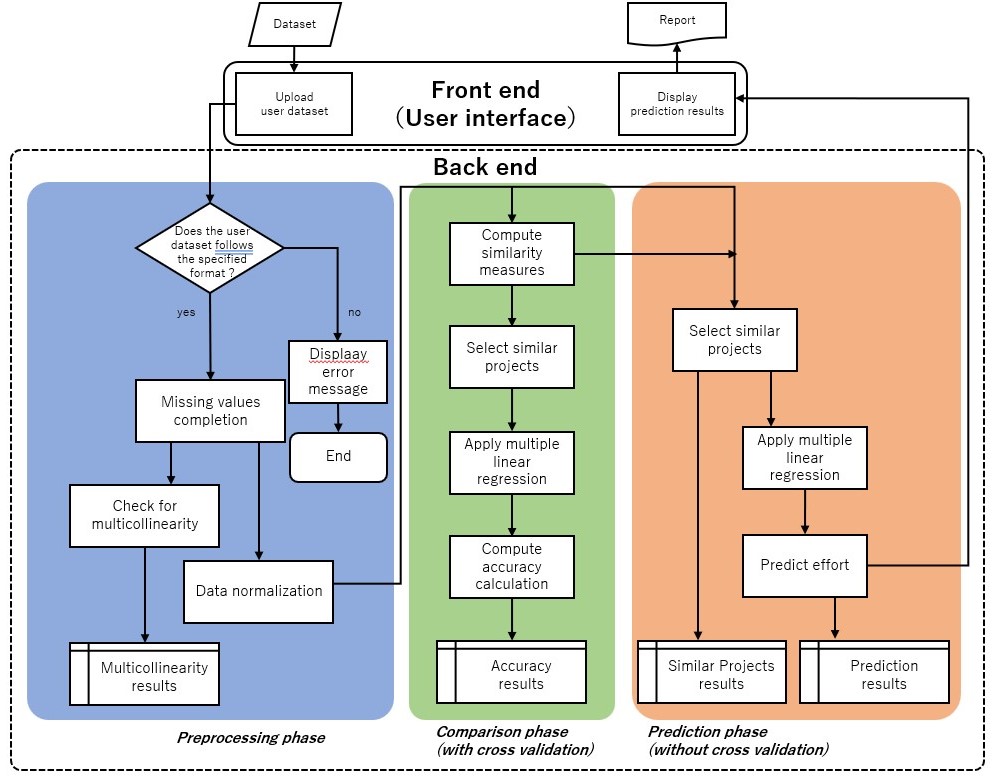 Dataset
Report
Upload
user dataset
Front end
(User interface)
Display
prediction results
Back end
Does the user
dataset follows
the specified
format ?
yes
no
Displaay
error
message
Missing values
completion
End
Check for
multicollinearity
Data normalization
Multicollinearity
results
Preprocessing phase
Compute
similarity
measures
Select similar
projects
Apply multiple
linear
regression
Compute
accuracy
calculation
Accuracy
results
Comparison phase
(with cross validation)
Select similar
projects
Apply multiple
linear
regression
Predict effort
Similar Projects
results
Prediction
results
Prediction phase
(without cross validation)